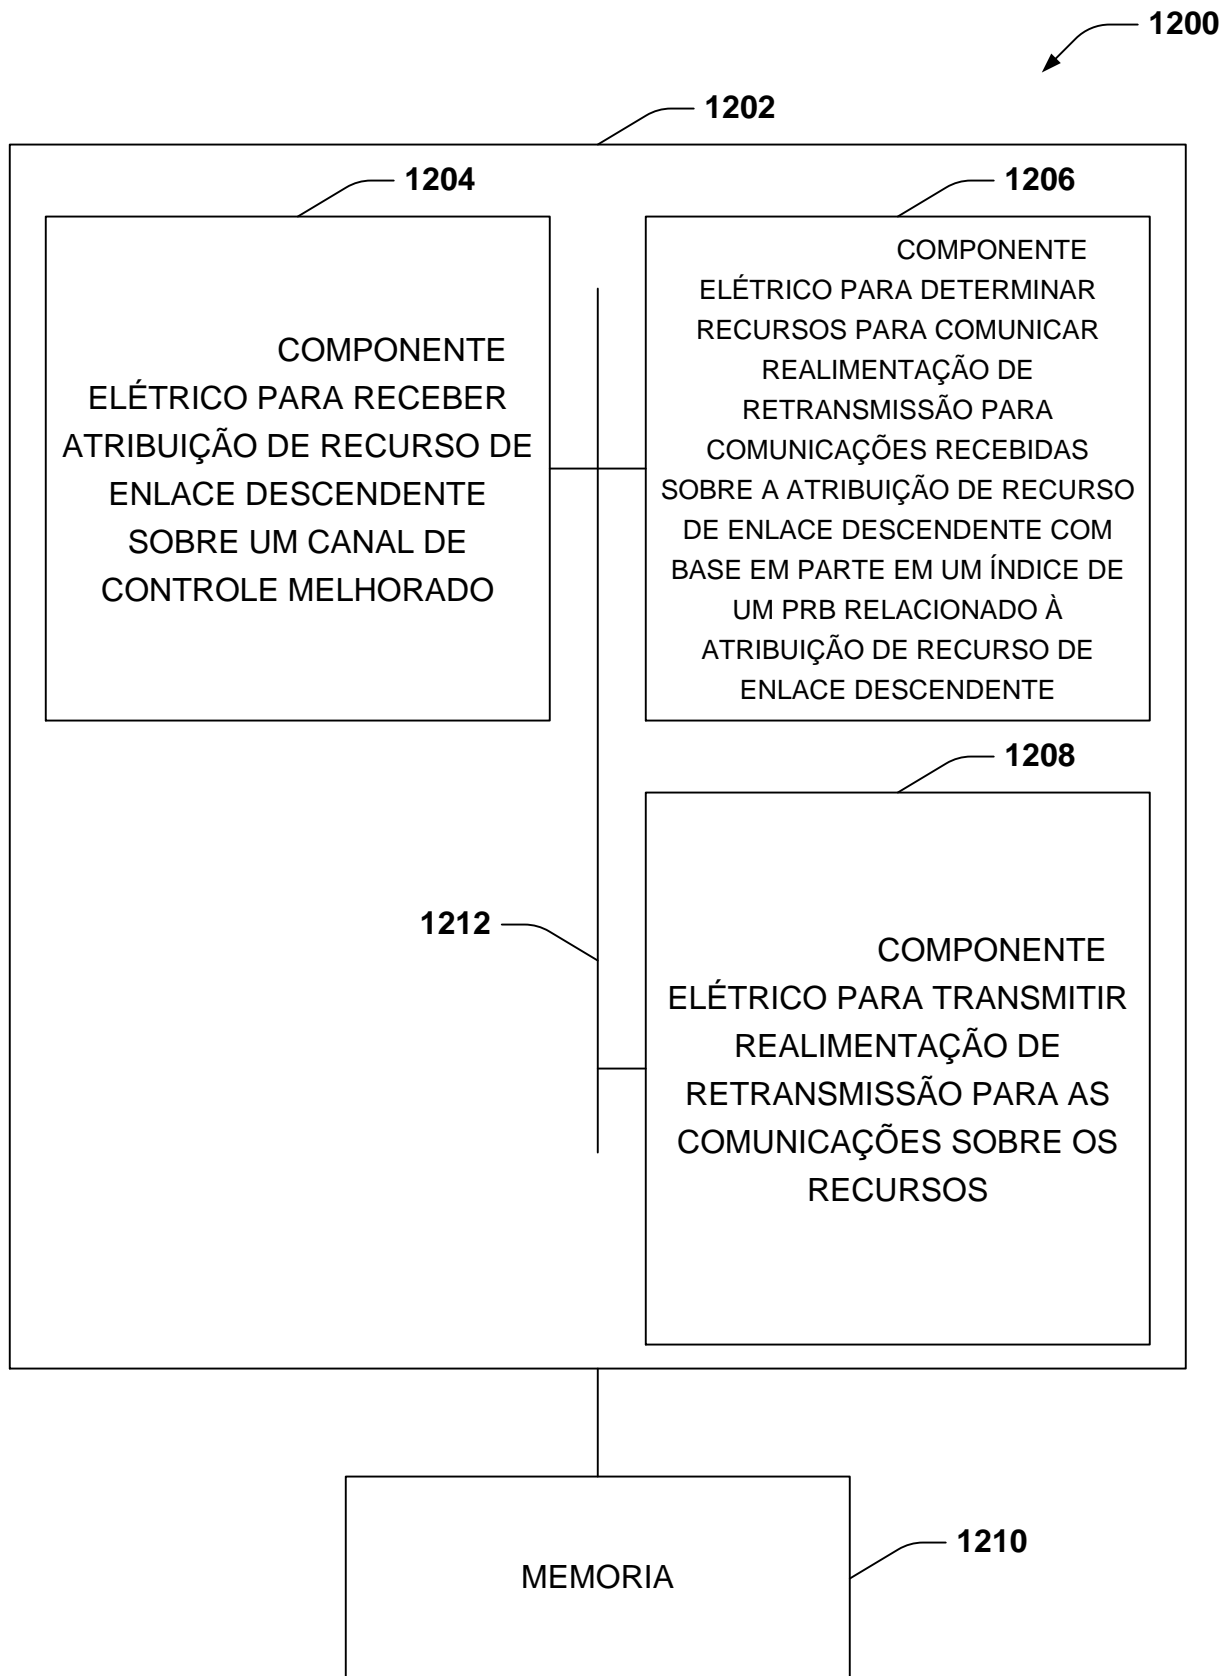 1200
1202
1204
COMPONENTE
ELÉTRICO PARA RECEBER
ATRIBUIÇÃO DE RECURSO DE
ENLACE DESCENDENTE
SOBRE UM CANAL DE
CONTROLE MELHORADO
1206
COMPONENTE
ELÉTRICO PARA DETERMINAR
RECURSOS PARA COMUNICAR
REALIMENTAÇÃO DE
RETRANSMISSÃO PARA
COMUNICAÇÕES RECEBIDAS
SOBRE A ATRIBUIÇÃO DE RECURSO
DE ENLACE DESCENDENTE COM
BASE EM PARTE EM UM ÍNDICE DE
UM PRB RELACIONADO À
ATRIBUIÇÃO DE RECURSO DE
ENLACE DESCENDENTE
1208
COMPONENTE
ELÉTRICO PARA TRANSMITIR
REALIMENTAÇÃO DE
RETRANSMISSÃO PARA AS
COMUNICAÇÕES SOBRE OS
RECURSOS
1212
MEMORIA
1210